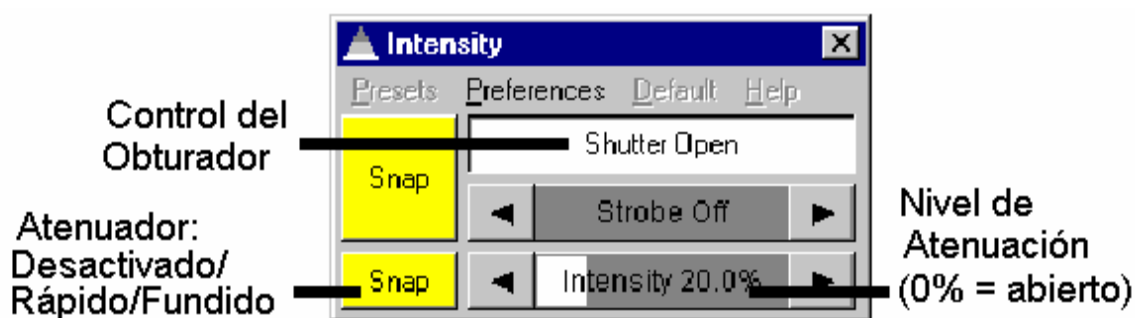 Intensity
Presets Preferences Default Help
Control del
Obturador
Shutter Open
Snap
Strobe Off
Atenuador:
Desactivado/
Rápido/Fundido
Snap
Intensity 20.0%
Nivel de
Atenuación
(0% = abierto)